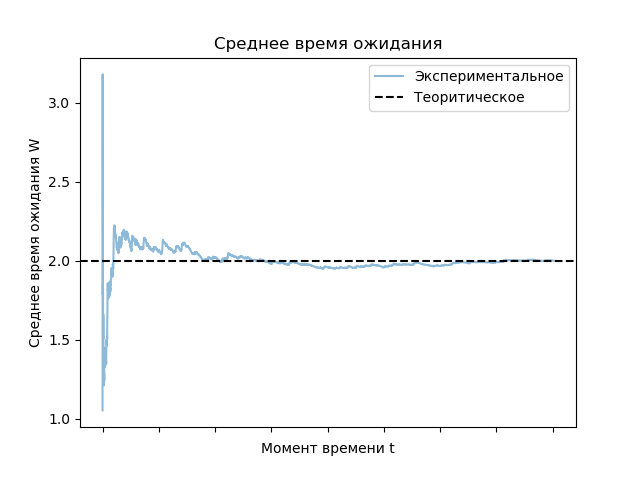 Среднее время ожидания
Экспериментальное
Теоритическое
3.0
2.5
2.0
1.5
1.0
Среднее время ожидания W
Момент времени t